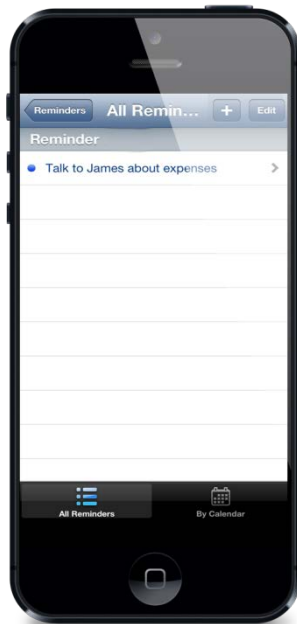 Reminders All Remin... + Edit
Reminder
Talk to James about expenses
All Reminders By Calendar